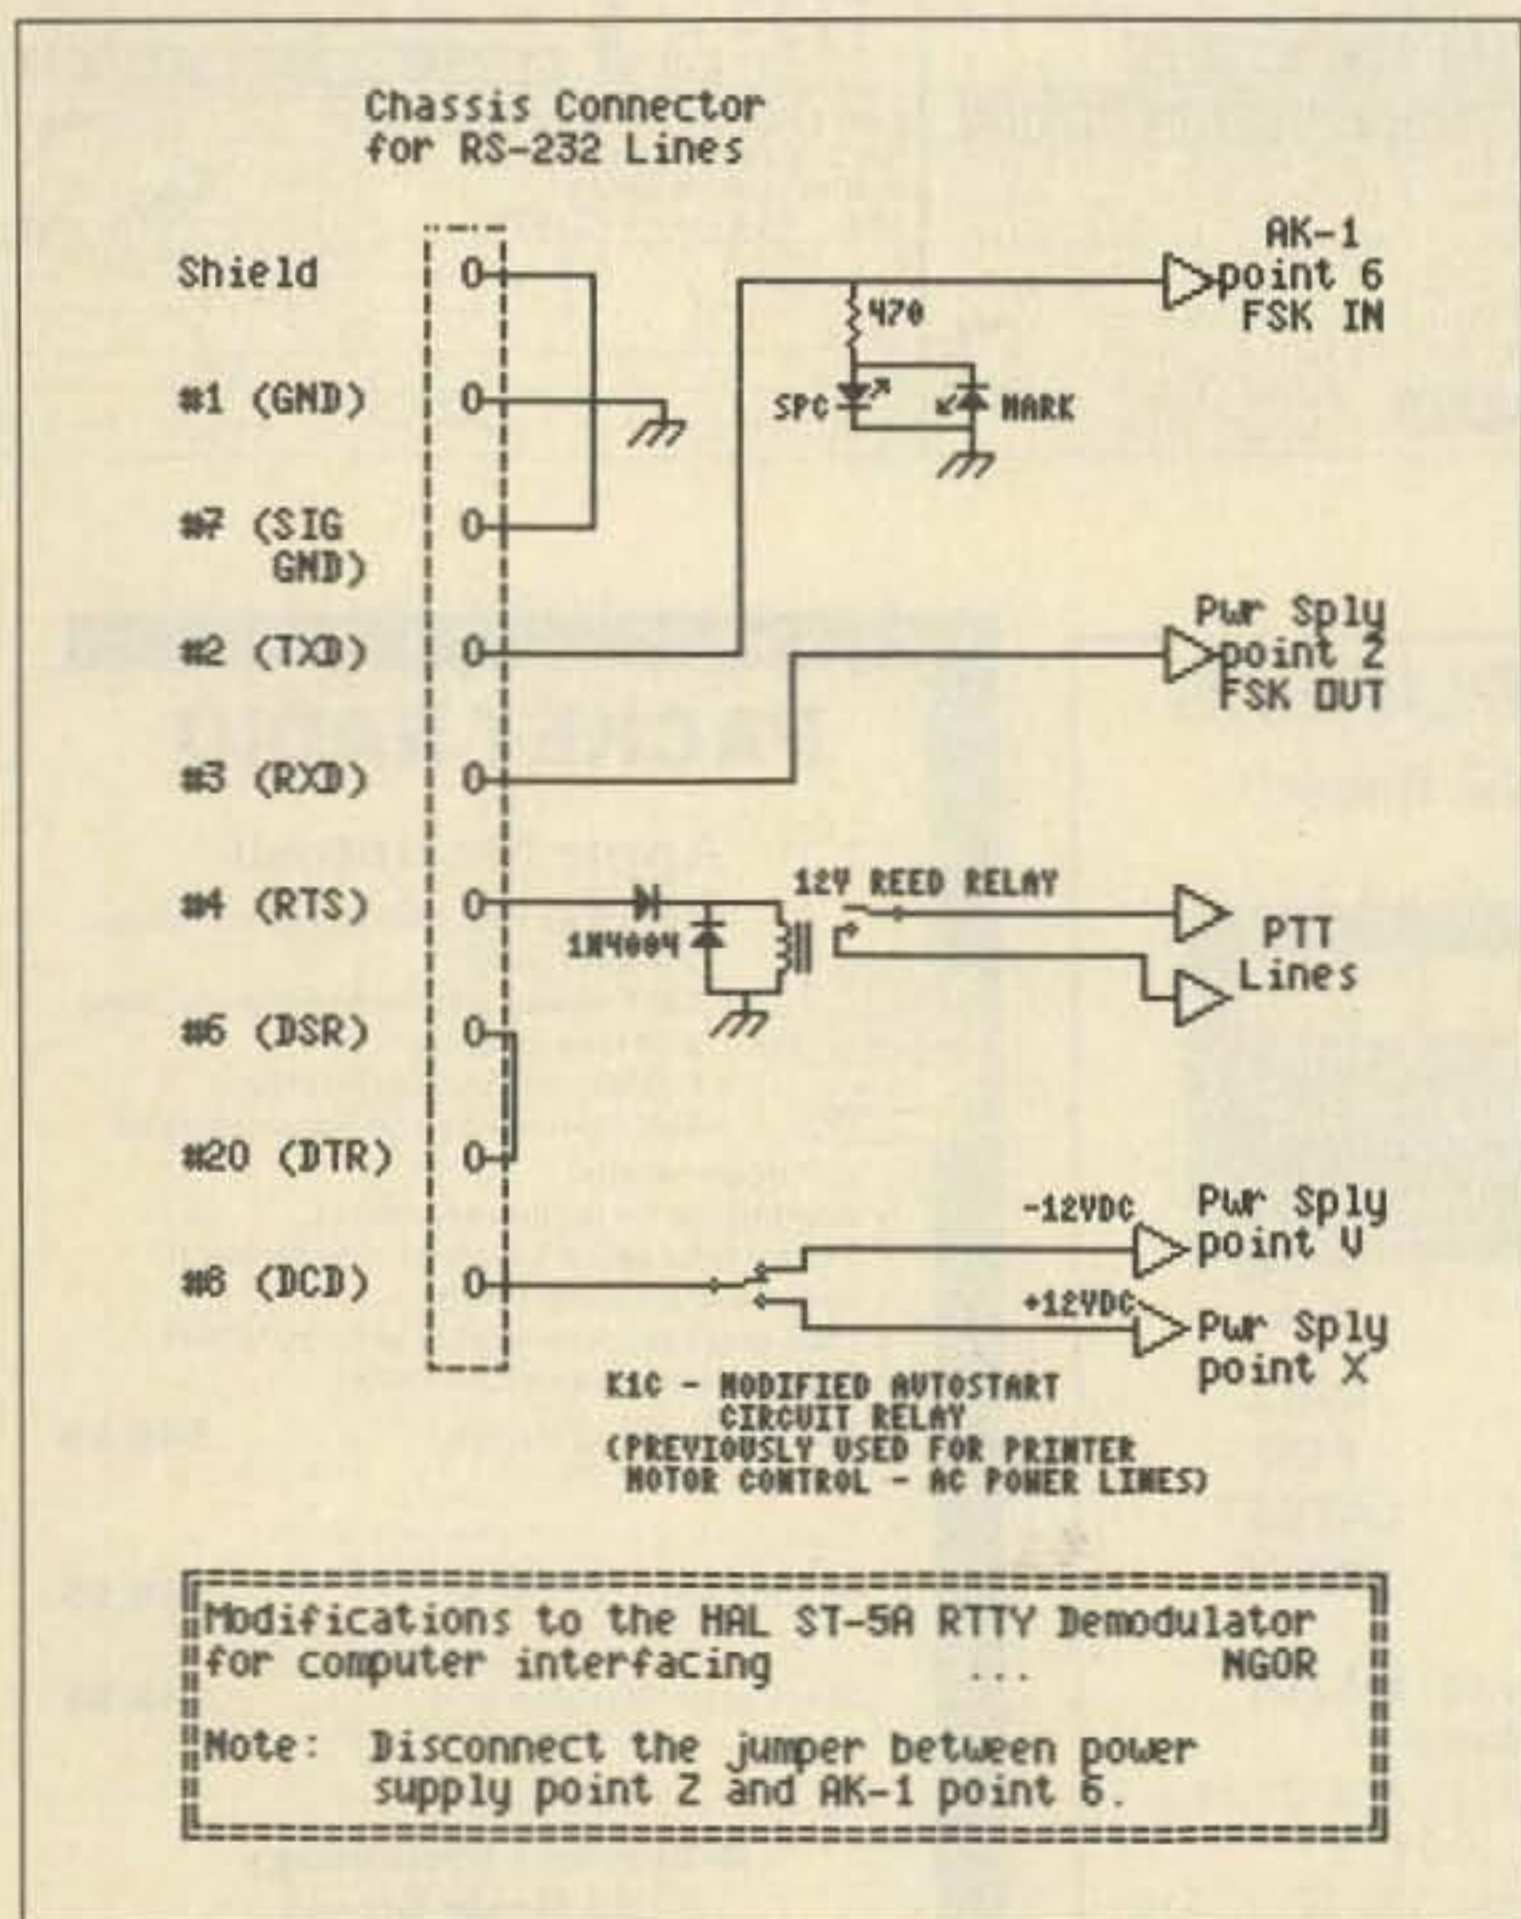 Chassis Connector
for RS-232 Lines
Shield
#1 (GND)
#7 (SIG
GND)
#2 (TXD)
#3 (RXD)
#4 (RTS)
#6 (DSR)
#20 (DTR)
#8 (DCD)
AK-1
point 6
FSK IN
470
SPC
MARK
Pwr Sply
point Z
FSK OUT
12V REED RELAY
1N4004
PTT
Lines
-12VDC
Pwr Sply
point V
+12VDC
Pwr Sply
point X
K1C - MODIFIED AUTOSTART
CIRCUIT RELAY
(PREVIOUSLY USED FOR PRINTER
MOTOR CONTROL - AC POWER LINES)
Modifications to the HAL ST-5A RTTY Demodulator
for computer interfacing ... NGOR
Note: Disconnect the jumper between power
supply point Z and AK-1 point 6.